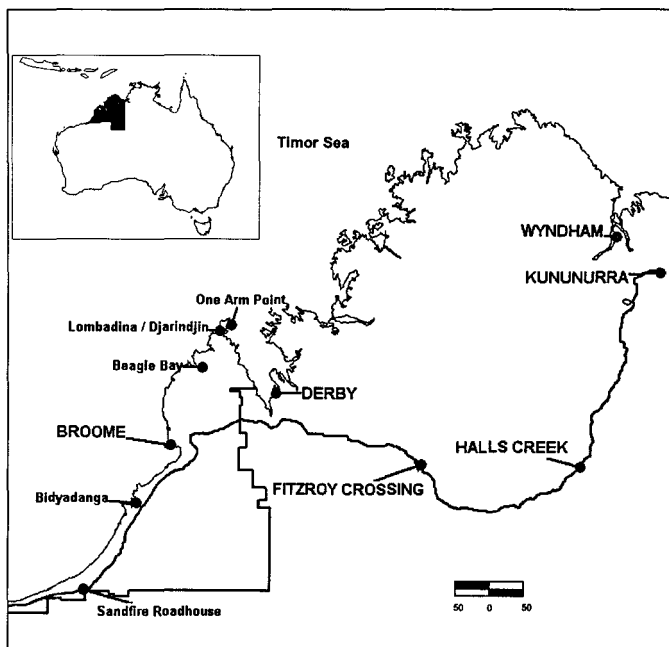 Timor Sea
WYNDHAM
KUNUNURRA
One Arm Point
Lombadina / Djarindjin
Beagle Bay
DERBY
BROOME
HALLS CREEK
FITZROY CROSSING
Bidyadanga
Sandfire Roadhouse
50 0 50